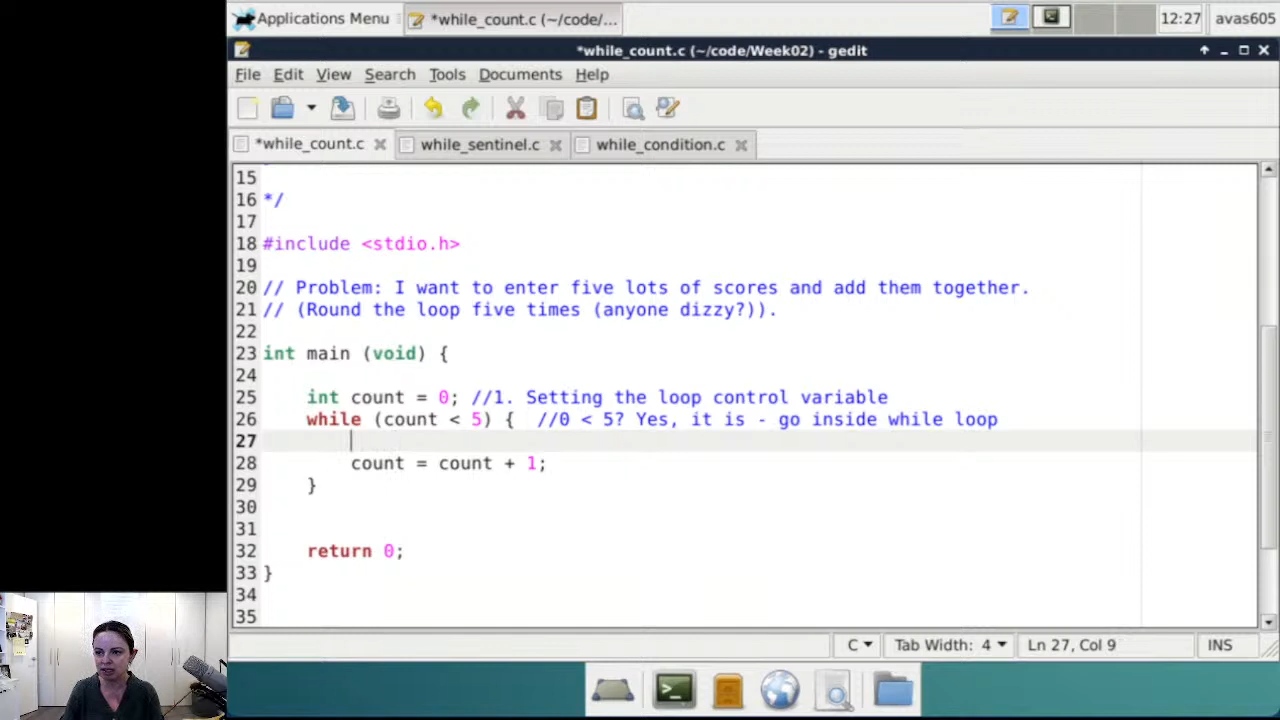 Applications Menu
*while_count.c (~/code/...
12:27
avas605
*while_count.c (~/code/Week02) - gedit
File Edit View Search Tools Documents Help
*while_count.c
while_sentinel.c
while_condition.c
15
16 */
17
18 #include <stdio.h>
19
20 // Problem: I want to enter five lots of scores and add them together.
21 // (Round the loop five times (anyone dizzy?)).
22
23 int main (void) {
24
25 int count = 0; //1. Setting the loop control variable
26 while (count < 5) { //0 < 5? Yes, it is - go inside while loop
27
28 count = count + 1;
29 }
30
31
32 return 0;
33 }
34
35
C Tab Width: 4 Ln 27, Col 9 INS